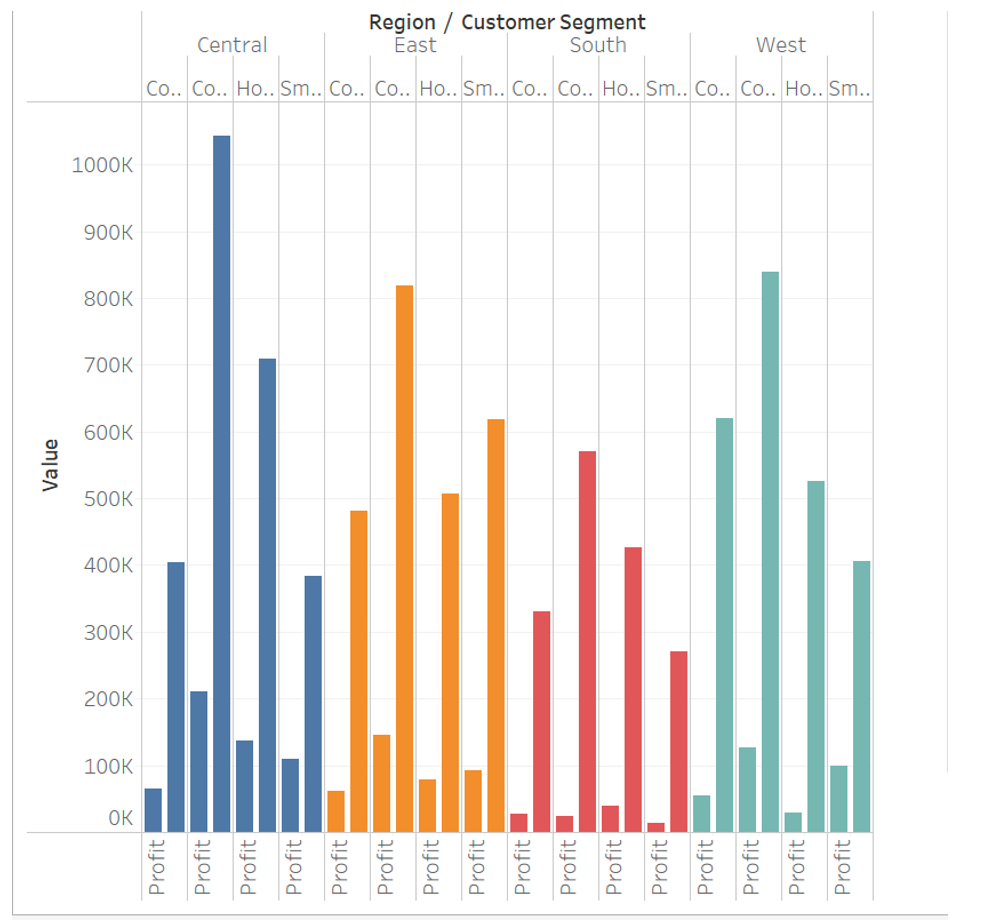 Region / Customer Segment
Central East South West
Co.. Co.. Ho.. Sm.. Co.. Co.. Ho.. Sm.. Co.. Co.. Ho.. Sm.. Co.. Co.. Ho.. Sm..
1000K
900K
800K
700K
600K
500K
400K
300K
200K
100K
0K
Value
Profit Profit Profit Profit Profit Profit Profit Profit Profit Profit Profit Profit Profit Profit Profit Profit